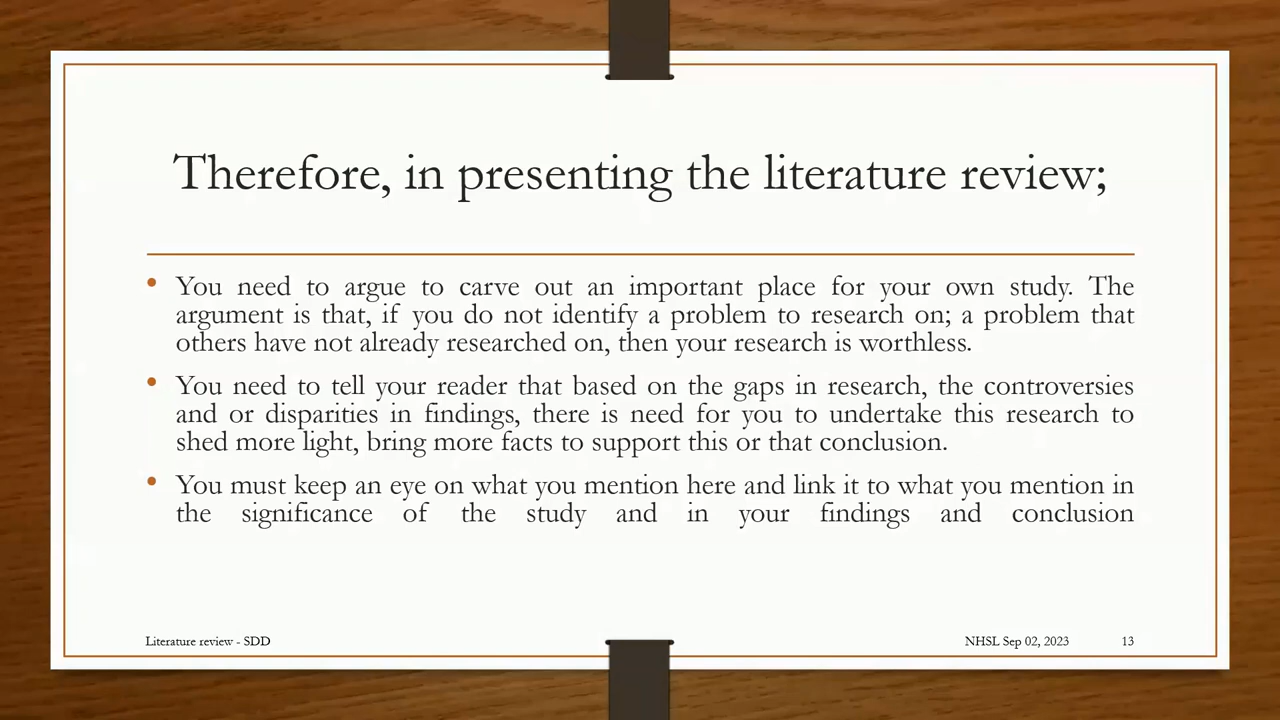 Therefore, in presenting the literature review;
• You need to argue to carve out an important place for your own study. The
argument is that, if you do not identify a problem to research on; a problem that
others have not already researched on, then your research is worthless.
• You need to tell your reader that based on the gaps in research, the controversies
and or disparities in findings, there is need for you to undertake this research to
shed more light, bring more facts to support this or that conclusion.
• You must keep an eye on what you mention here and link it to what you mention in
the significance of the study and in your findings and conclusion
Literature review - SDD
NHSL Sep 02, 2023
13